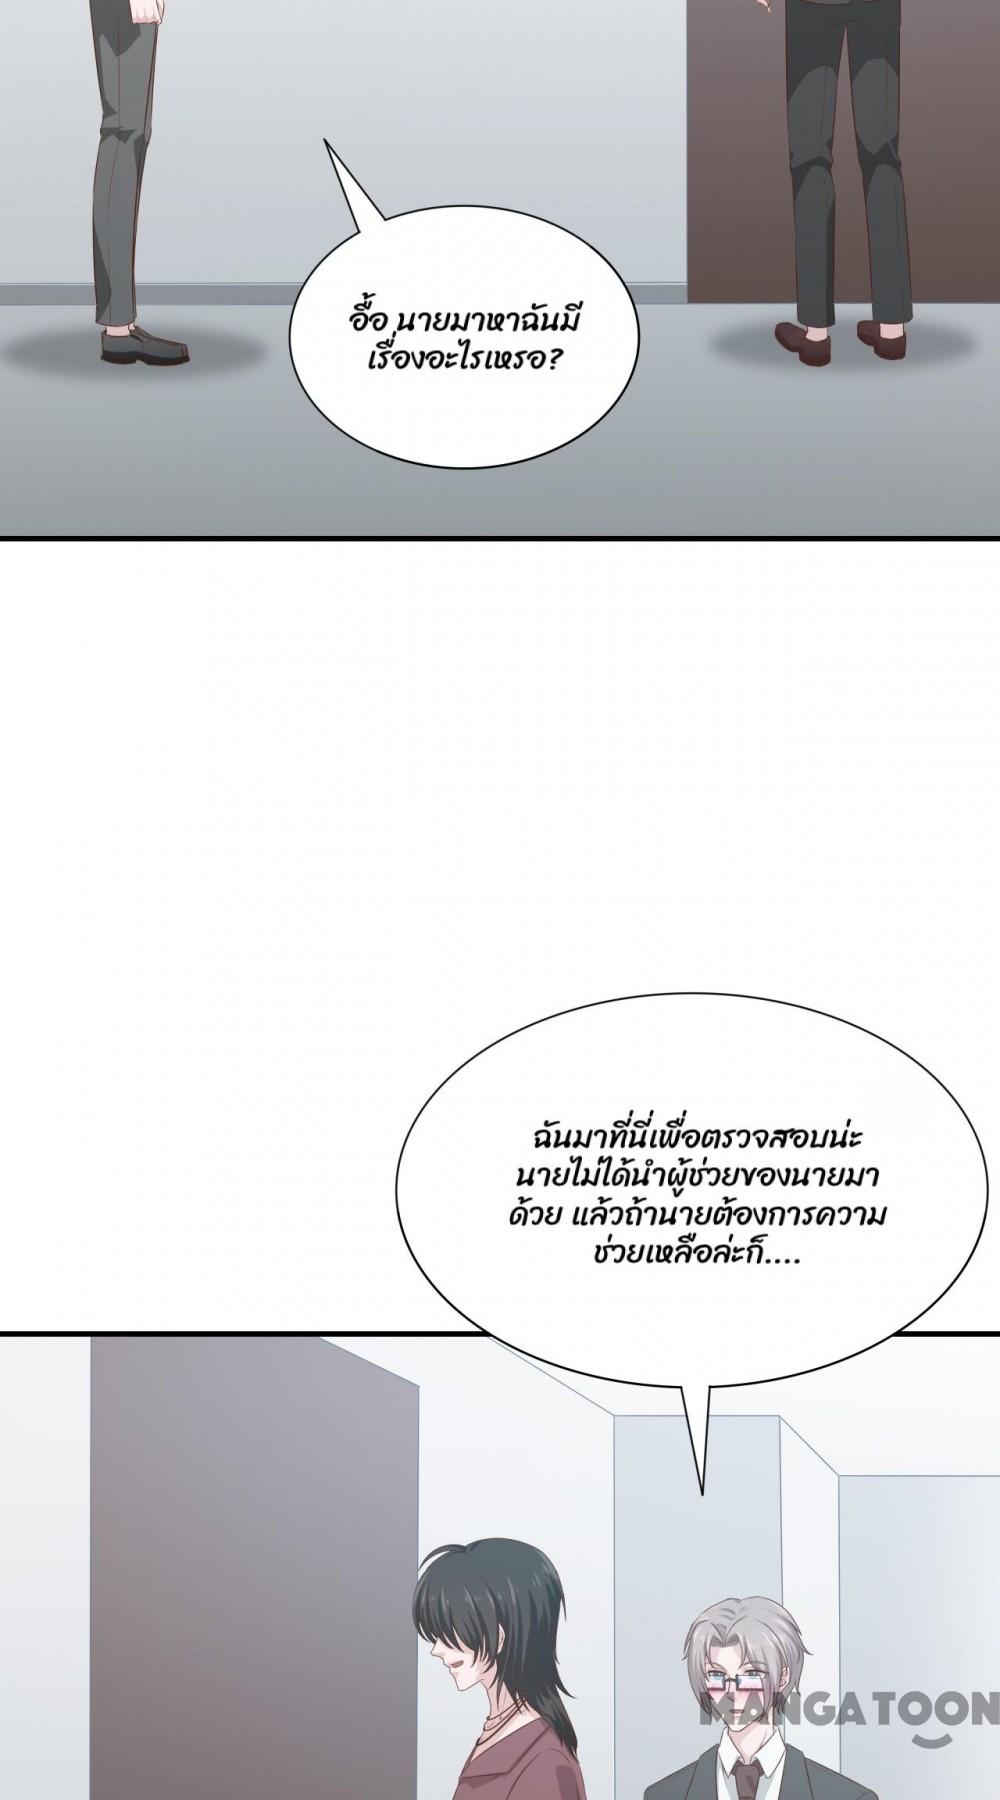 อื้อ นายมาหาฉันมี
เรื่องอะไรเหรอ?
ฉันมาที่นี่เพื่อตรวจสอบน่ะ
นายไม่ได้นำผู้ช่วยของนายมา
ด้วย แล้วถ้านายต้องการความ
ช่วยเหลือล่ะก็....
MANGATOON